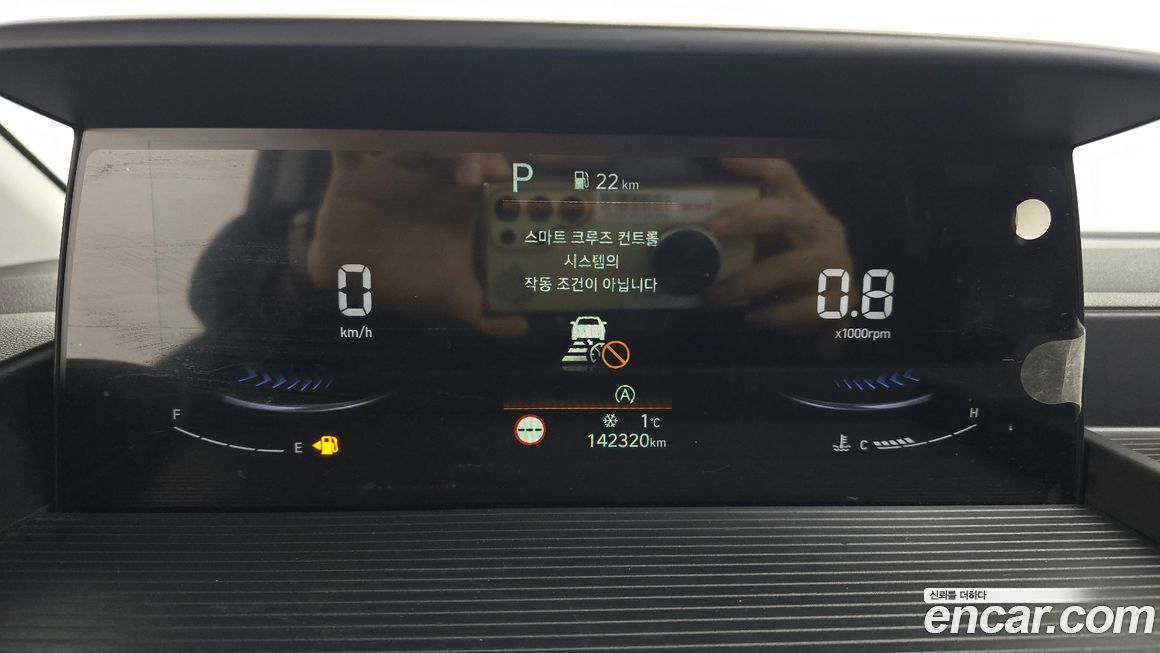 P 22 km
스마트 크루즈 컨트롤
시스템의
작동 조건이 아닙니다
0
km/h
0.8
x1000rpm
A
F
E
1°C
142320km
H
C
신뢰를 더하다
encar.com